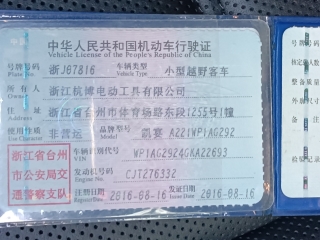 中华人民共和国机动车行驶证
Vehicle License of the People's Republic of China
号牌号码 浙J67816 车辆类型 小型越野客车
Plate No. Vehicle Type
所有人 浙江杭博电动工具有限公司
Owner
住址 浙江省台州市体育场路东段1255号1幢
Address
使用性质 非营运 品牌型号 凯宴 A221WP1AG292
Use Character Model
浙江省台州
市公安局交
通警察支队
车辆识别代号 WP1AG2924GKA22693
VIN
发动机号码 CJT276332
Engine No.
注册日期 2016-08-16 发证日期 2016-08-16
Register Date Issue Date
号牌号码